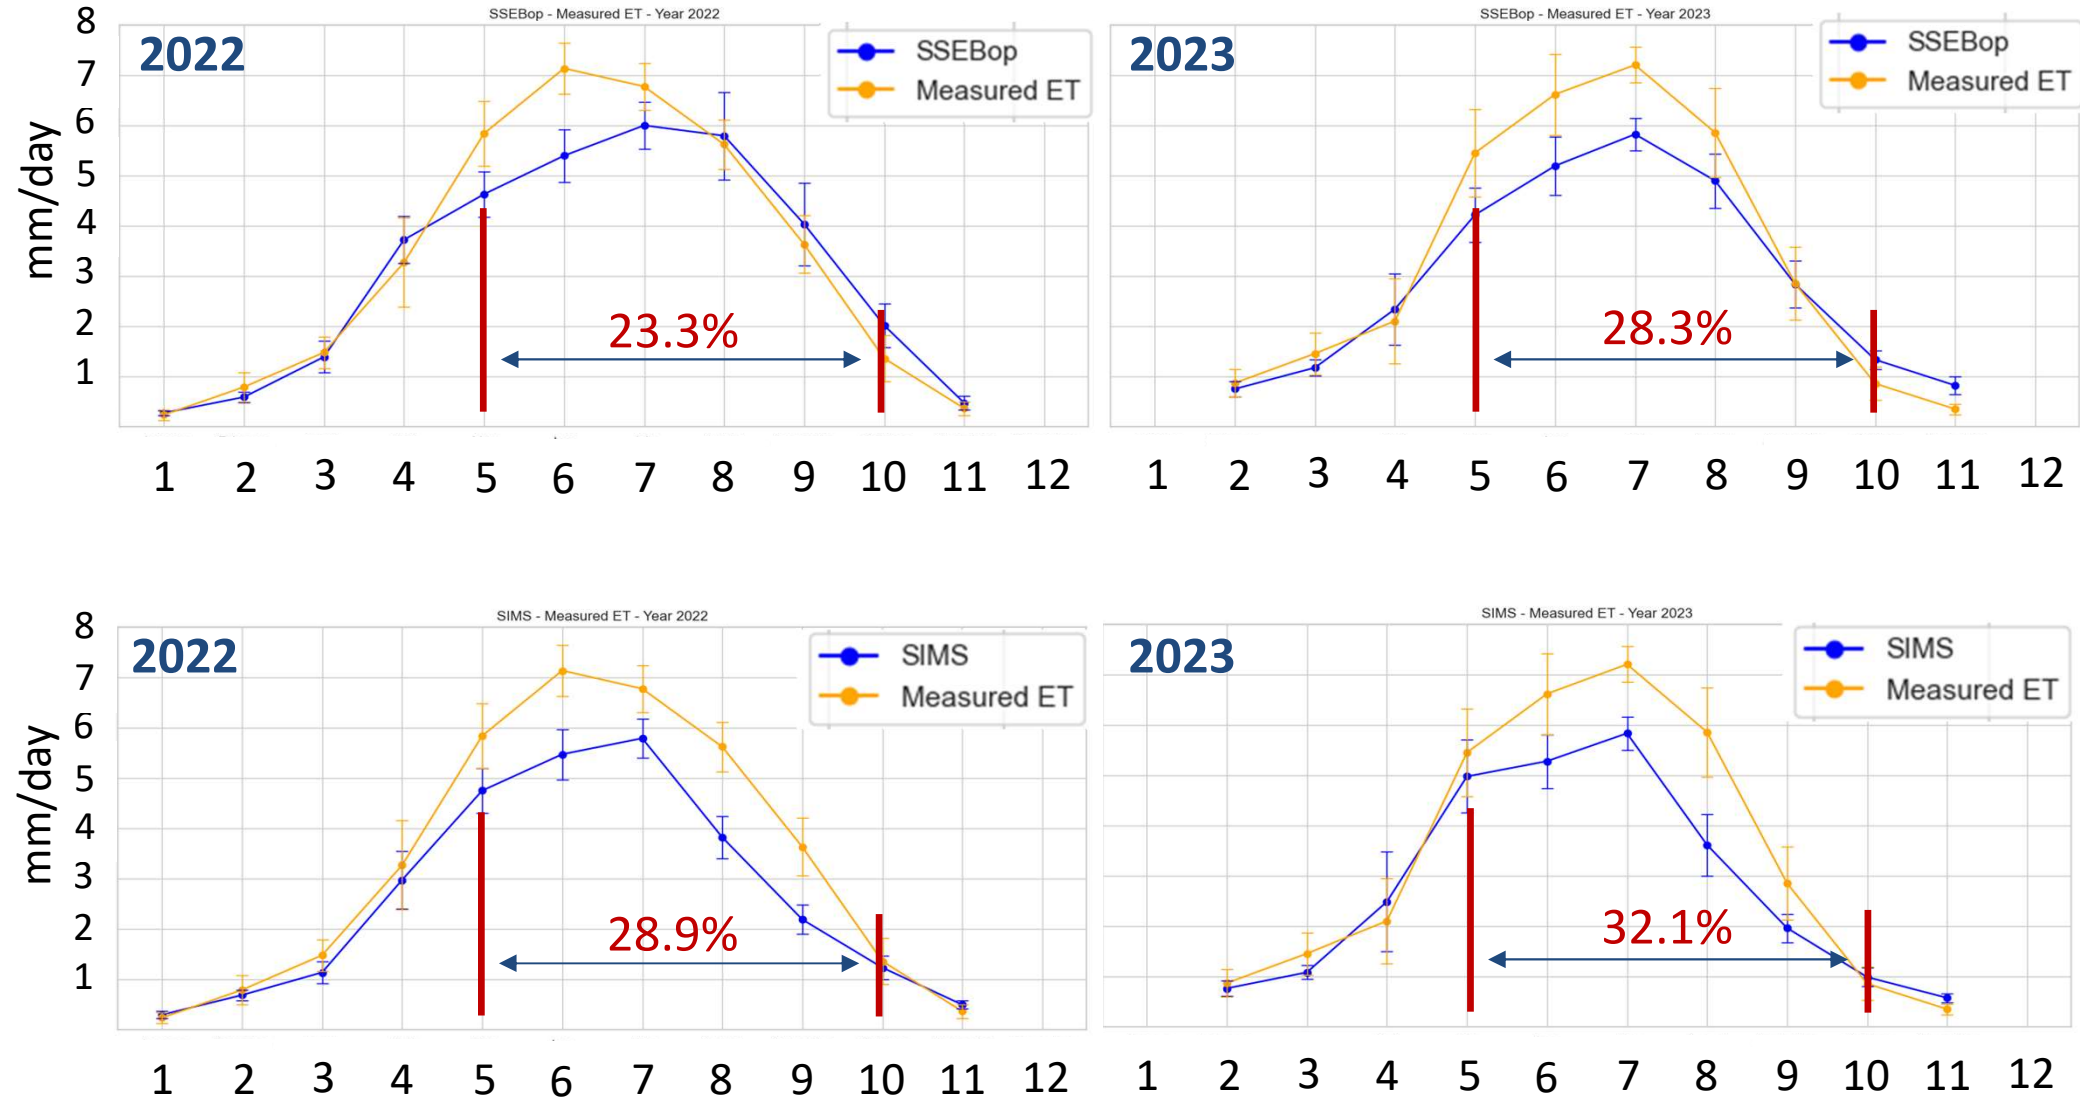 SSEBop - Measured ET - Year 2022
2022
SSEBop
Measured ET
mm/day
8
7
6
5
4
3
2
1
23.3%
1 2 3 4 5 6 7 8 9 10 11 12
SSEBop - Measured ET - Year 2023
2023
SSEBop
Measured ET
28.3%
1 2 3 4 5 6 7 8 9 10 11 12
SIMS - Measured ET - Year 2022
2022
SIMS
Measured ET
mm/day
8
7
6
5
4
3
2
1
28.9%
1 2 3 4 5 6 7 8 9 10 11 12
SIMS - Measured ET - Year 2023
2023
SIMS
Measured ET
32.1%
1 2 3 4 5 6 7 8 9 10 11 12